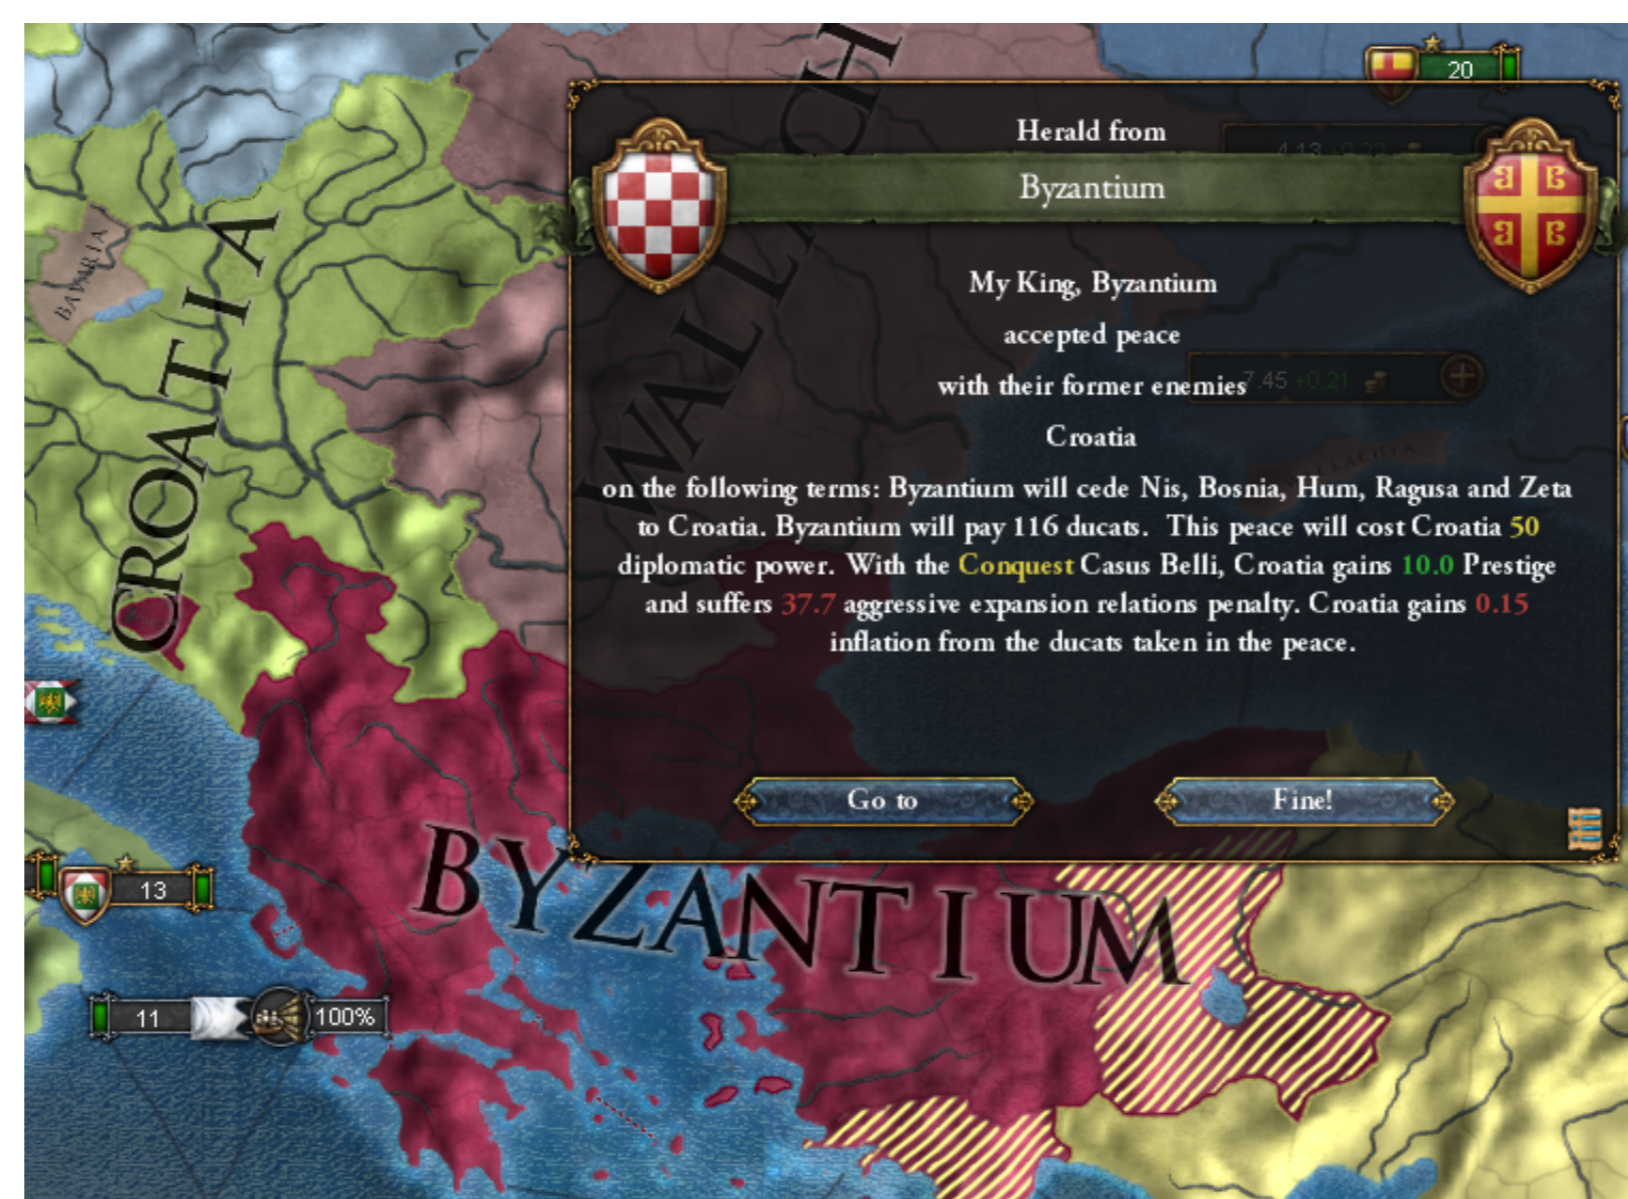 WALLACH
20
Herald from
4.13
Byzantium
CROATIA
BAVARIA
My King, Byzantium
accepted peace
with their former enemies
7.45 +0.21
Croatia
on the following terms: Byzantium will cede Nis, Bosnia, Hum, Ragusa and Zeta
to Croatia. Byzantium will pay 116 ducats. This peace will cost Croatia 50
diplomatic power. With the Conquest Casus Belli, Croatia gains 10.0 Prestige
and suffers 37.7 aggressive expansion relations penalty. Croatia gains 0.15
inflation from the ducats taken in the peace.
Go to
Fine!
BYZANTIUM
13
11
100%